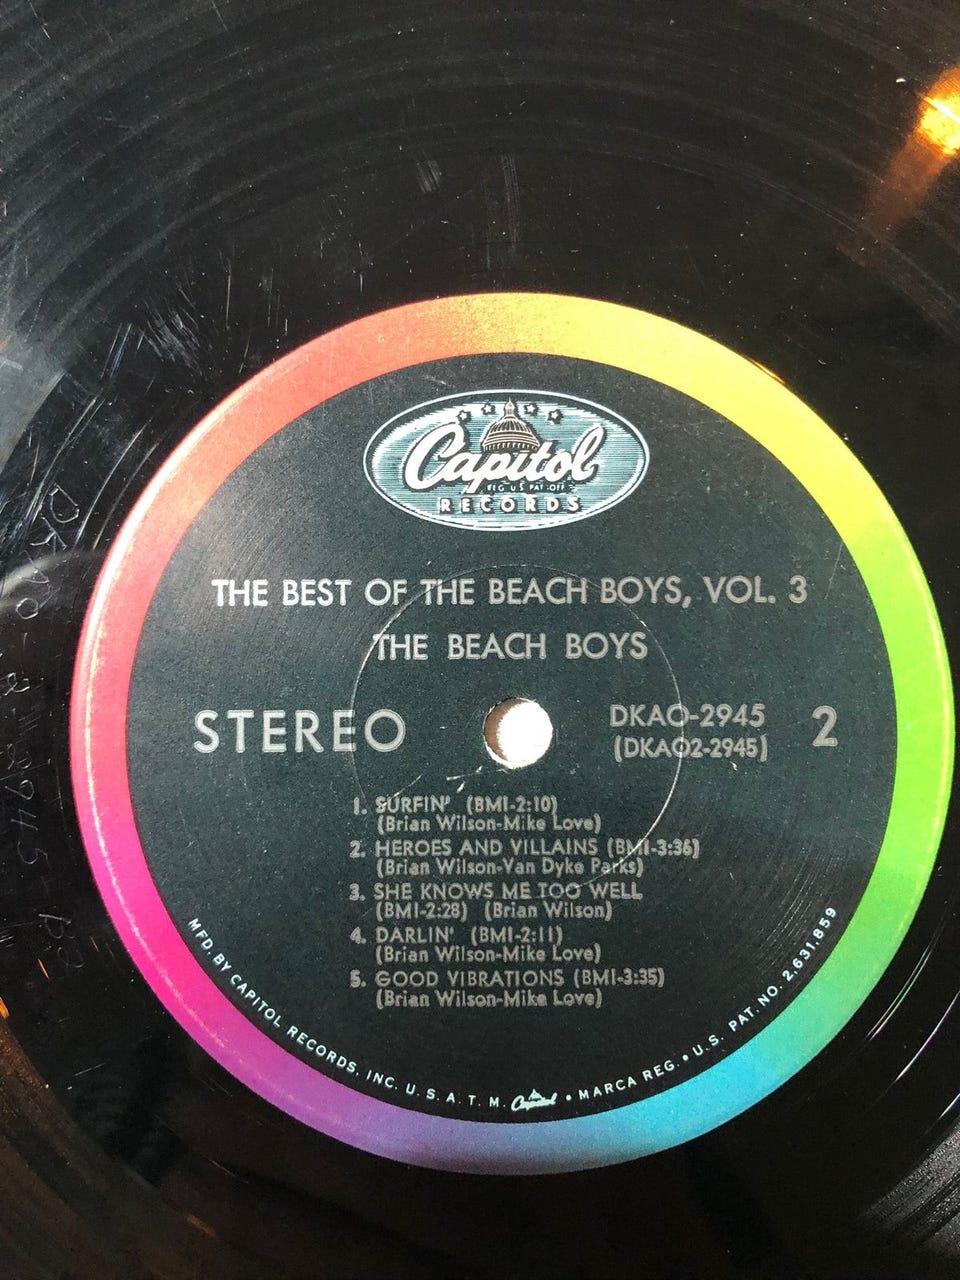 Capitol
REG. U.S. PAT. OFF.
RECORDS
THE BEST OF THE BEACH BOYS, VOL. 3
THE BEACH BOYS
STEREO
DKAO-2945
(DKAO2-2945)
2
1. SURFIN' (BMI-2:10)
(Brian Wilson-Mike Love)
2. HEROES AND VILLAINS (BMI-3:36)
(Brian Wilson-Van Dyke Parks)
3. SHE KNOWS ME TOO WELL
(BMI-2:28) (Brian Wilson)
4. DARLIN' (BMI-2:11)
(Brian Wilson-Mike Love)
5. GOOD VIBRATIONS (BMI-3:35)
(Brian Wilson-Mike Love)
MFD BY CAPITOL RECORDS, INC. U.S.A. T.M. Capitol • MARCA REG. • U.S. PAT. NO. 2,631,859